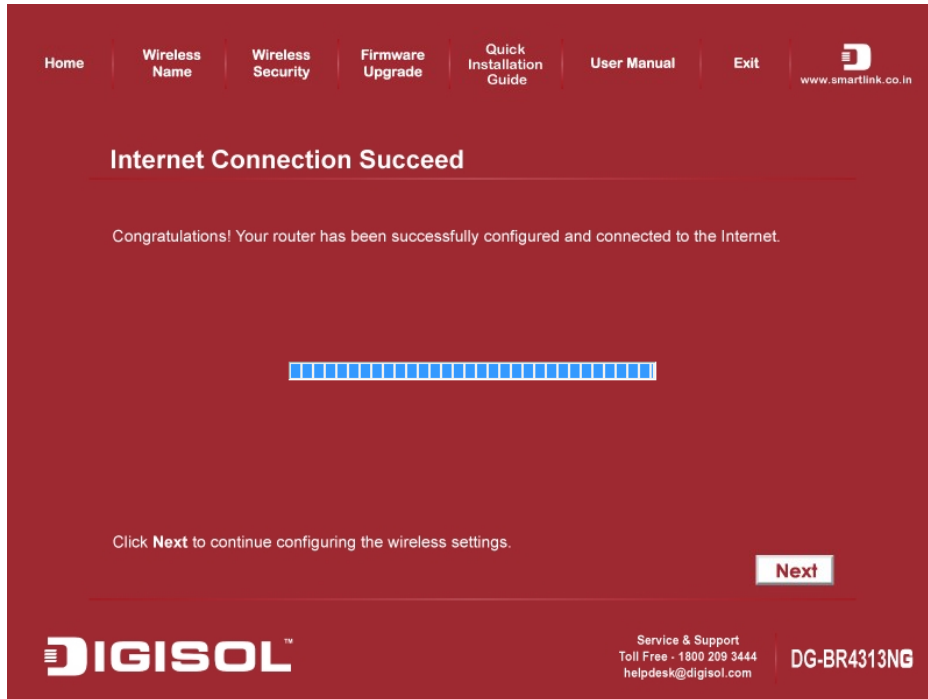 Home
Wireless Name
Wireless Security
Firmware Upgrade
Quick Installation Guide
User Manual
Exit
www.smartlink.co.in
Internet Connection Succeed
Congratulations! Your router has been successfully configured and connected to the Internet.
Click Next to continue configuring the wireless settings.
Next
DIGISOL™
Service & Support
Toll Free - 1800 209 3444
helpdesk@digisol.com
DG-BR4313NG